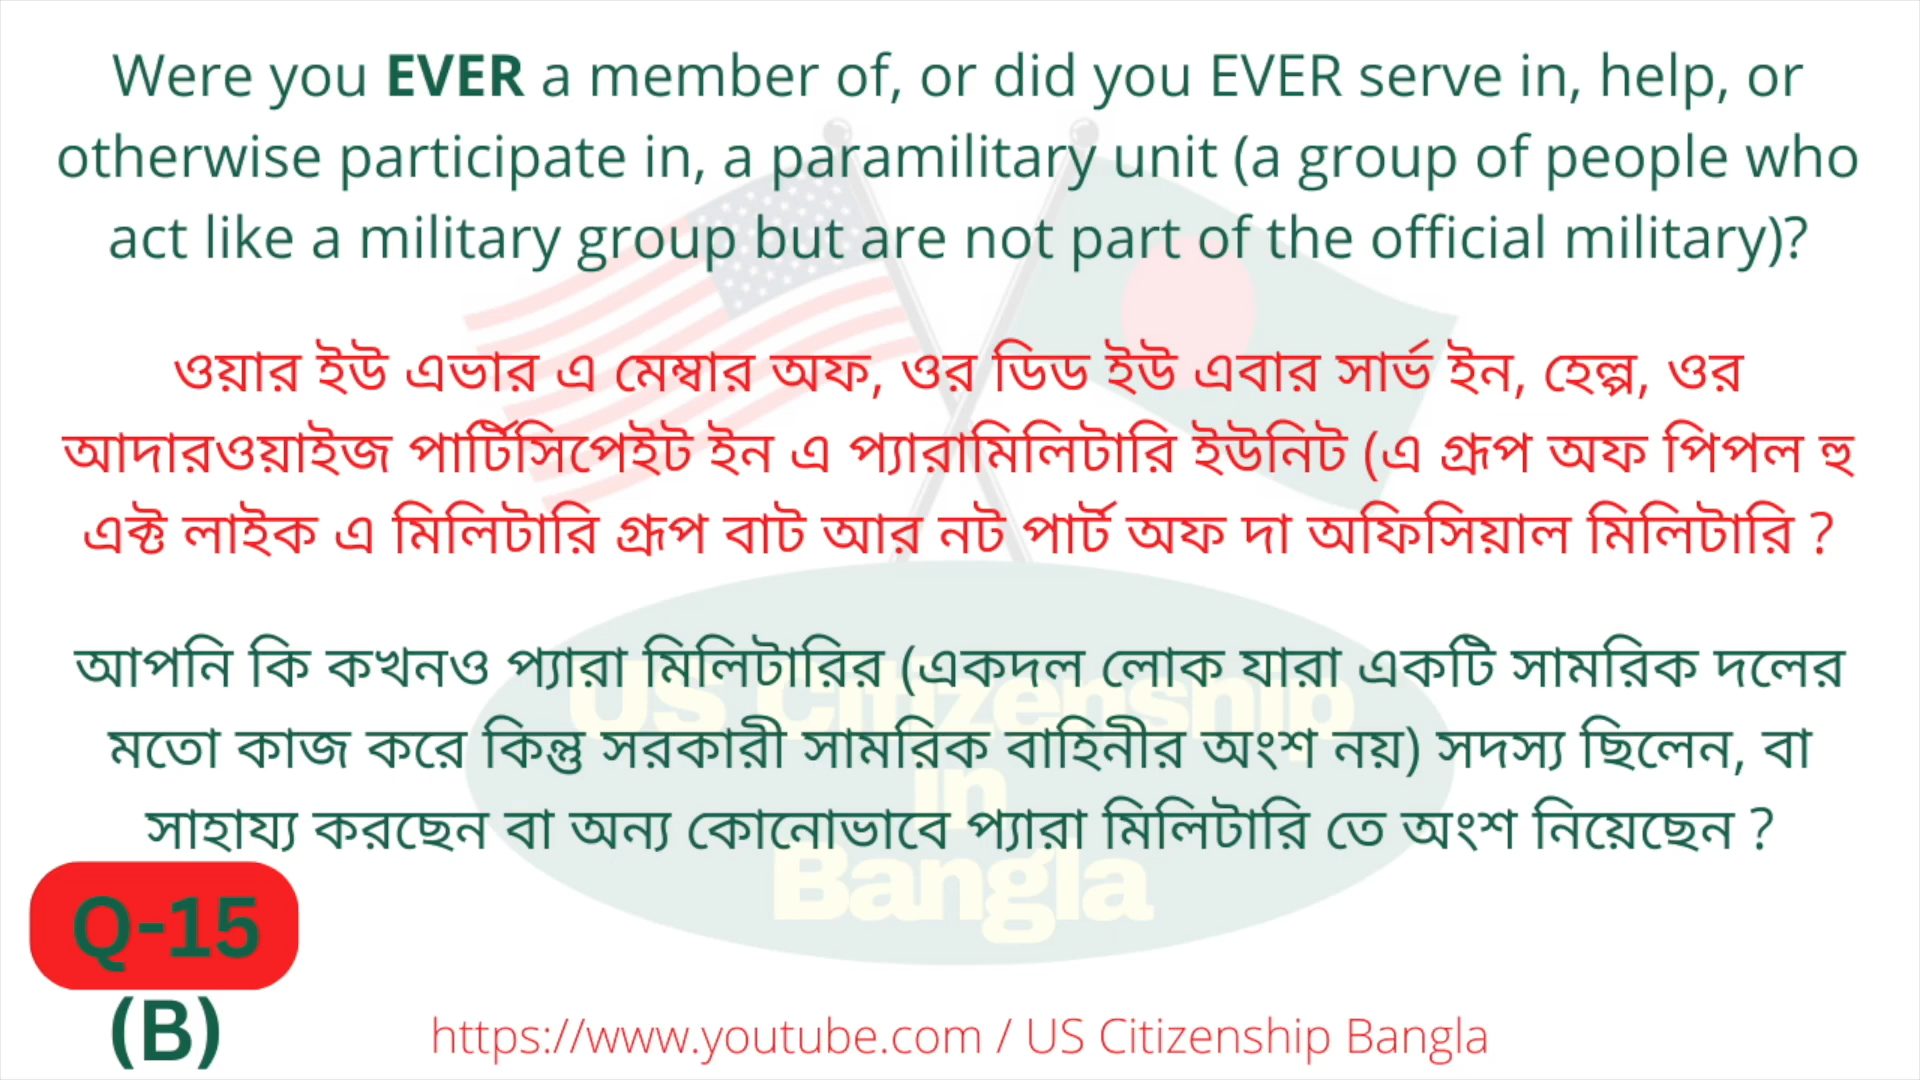 Were you EVER a member of, or did you EVER serve in, help, or
otherwise participate in, a paramilitary unit (a group of people who
act like a military group but are not part of the official military)?
ওয়ার ইউ এভার এ মেম্বার অফ, ওর ডিড ইউ এবার সার্ভ ইন, হেল্প, ওর
আদারওয়াইজ পার্টিসিপেইট ইন এ প্যারামিলিটারি ইউনিট (এ গ্রূপ অফ পিপল হু
এক্ট লাইক এ মিলিটারি গ্রূপ বাট আর নট পার্ট অফ দা অফিসিয়াল মিলিটারি ?
আপনি কি কখনও প্যারা মিলিটারির (একদল লোক যারা একটি সামরিক দলের
মতো কাজ করে কিন্তু সরকারী সামরিক বাহিনীর অংশ নয়) সদস্য ছিলেন, বা
সাহায্য করছেন বা অন্য কোনোভাবে প্যারা মিলিটারি তে অংশ নিয়েছেন ?
US Citizenship
in
Bangla
Q-15
(B)
https://www.youtube.com / US Citizenship Bangla